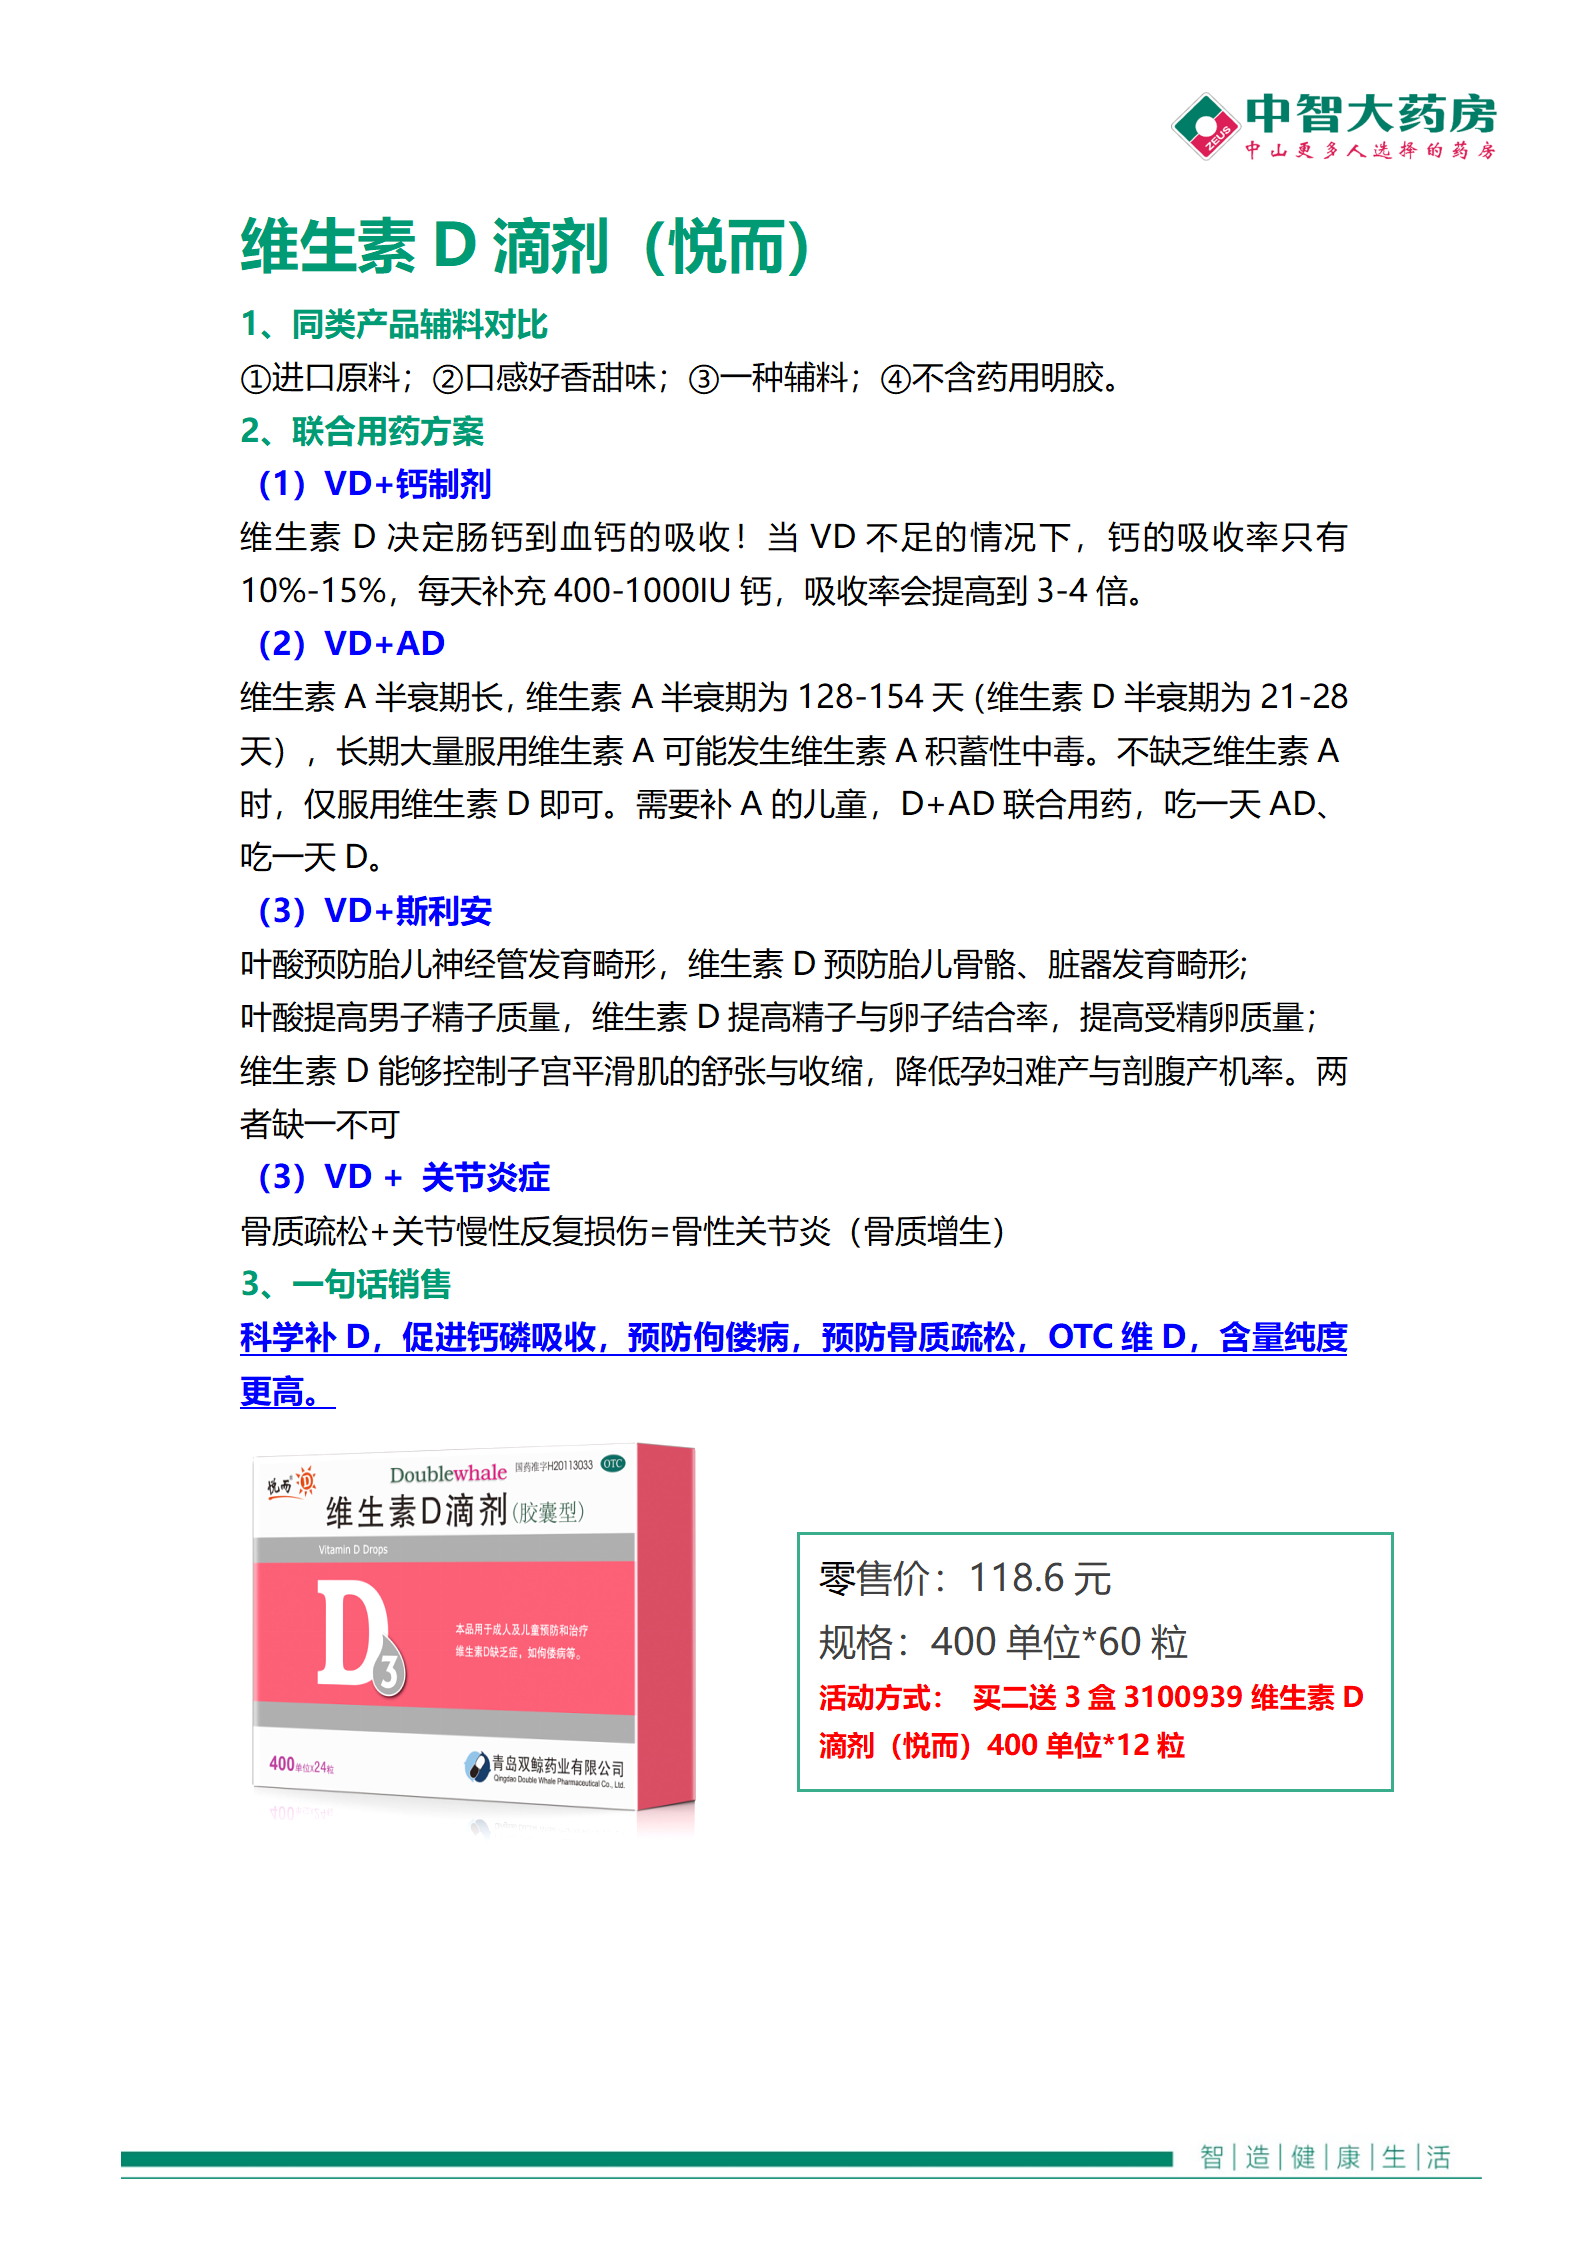 中智大药房
ZEUS
中山更多人选择的药房
维生素 D 滴剂（悦而）
1、同类产品辅料对比
①进口原料；②口感好香甜味；③一种辅料；④不含药用明胶。
2、联合用药方案
（1）VD+钙制剂
维生素 D 决定肠钙到血钙的吸收！当 VD 不足的情况下，钙的吸收率只有
10%-15%，每天补充 400-1000IU 钙，吸收率会提高到 3-4 倍。
（2）VD+AD
维生素 A 半衰期长，维生素 A 半衰期为 128-154 天（维生素 D 半衰期为 21-28
天），长期大量服用维生素 A 可能发生维生素 A 积蓄性中毒。不缺乏维生素 A
时，仅服用维生素 D 即可。需要补 A 的儿童，D+AD 联合用药，吃一天 AD、
吃一天 D。
（3）VD+斯利安
叶酸预防胎儿神经管发育畸形，维生素 D 预防胎儿骨骼、脏器发育畸形；
叶酸提高男子精子质量，维生素 D 提高精子与卵子结合率，提高受精卵质量；
维生素 D 能够控制子宫平滑肌的舒张与收缩，降低孕妇难产与剖腹产机率。两
者缺一不可
（3）VD + 关节炎症
骨质疏松+关节慢性反复损伤=骨性关节炎（骨质增生）
3、一句话销售
科学补 D，促进钙磷吸收，预防佝偻病，预防骨质疏松，OTC 维 D，含量纯度
更高。
悦而® D
Doublewhale 国药准字H20113033 OTC
维生素D滴剂(胶囊型)
Vitamin D Drops
D3
本品用于成人及儿童预防和治疗
维生素D缺乏症，如佝偻病等。
400单位x24粒
青岛双鲸药业有限公司
Qingdao Double Whale Pharmaceutical Co., Ltd.
零售价：118.6 元
规格：400 单位*60 粒
活动方式： 买二送 3 盒 3100939 维生素 D
滴剂（悦而）400 单位*12 粒
智|造|健|康|生|活